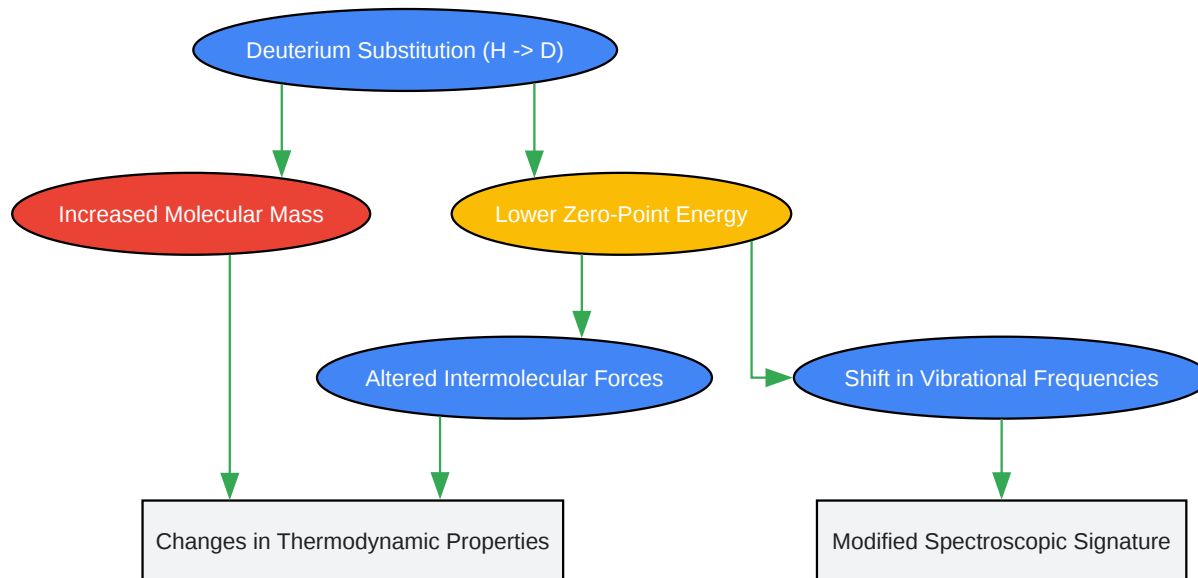 Deuterium Substitution (H -> D)
Increased Molecular Mass
Lower Zero-Point Energy
Altered Intermolecular Forces
Shift in Vibrational Frequencies
Changes in Thermodynamic Properties
Modified Spectroscopic Signature